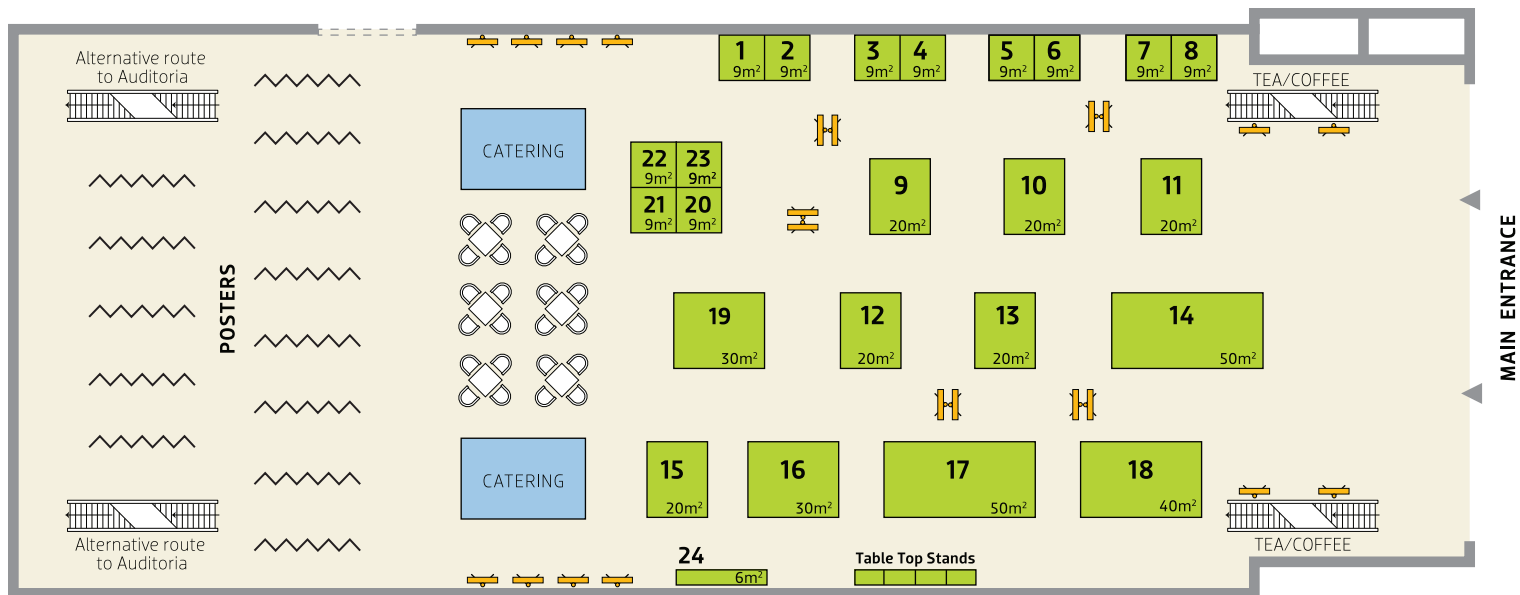 Alternative route
to Auditoria
1
9m²
2
9m²
3
9m²
4
9m²
5
9m²
6
9m²
7
9m²
8
9m²
TEA/COFFEE
CATERING
22
9m²
23
9m²
21
9m²
20
9m²
9
20m²
10
20m²
11
20m²
POSTERS
MAIN ENTRANCE
19
30m²
12
20m²
13
20m²
14
50m²
CATERING
15
20m²
16
30m²
17
50m²
18
40m²
Alternative route
to Auditoria
TEA/COFFEE
24
6m²
Table Top Stands